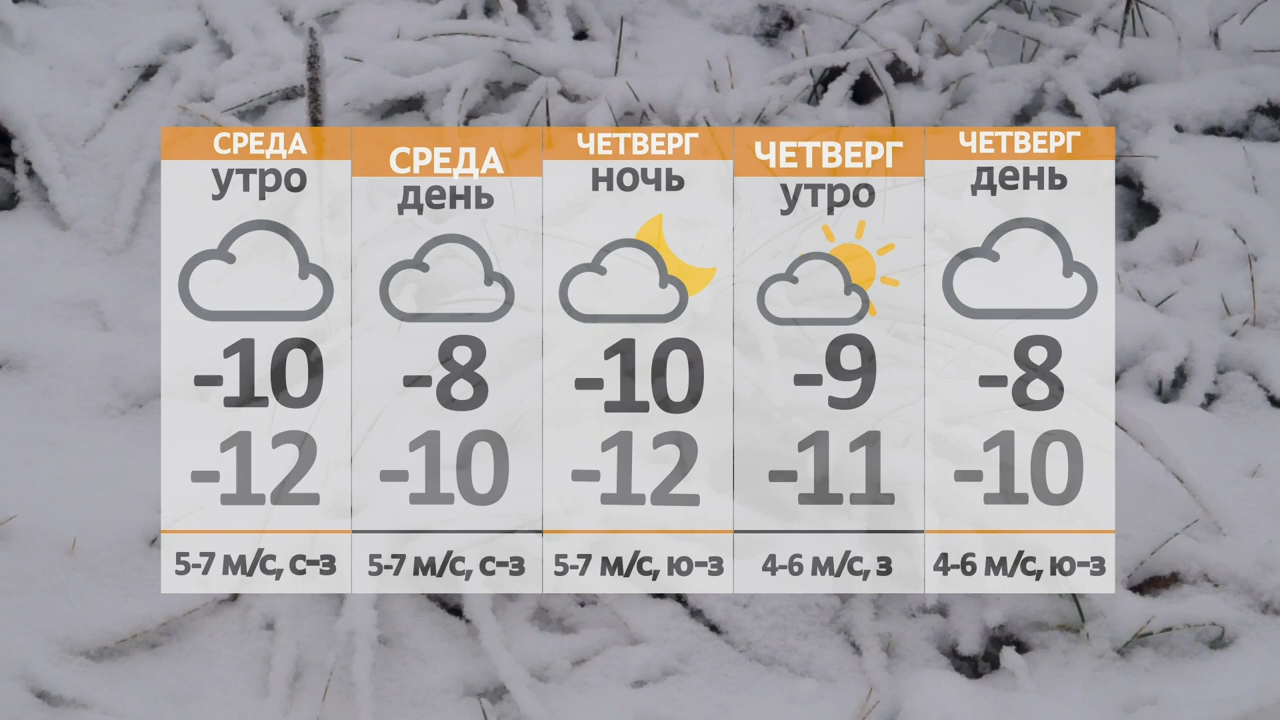 СРЕДА
утро
-10
-12
5-7 м/с, с-з
СРЕДА
день
-8
-10
5-7 м/с, с-з
ЧЕТВЕРГ
ночь
-10
-12
5-7 м/с, ю-з
ЧЕТВЕРГ
утро
-9
-11
4-6 м/с, з
ЧЕТВЕРГ
день
-8
-10
4-6 м/с, ю-з